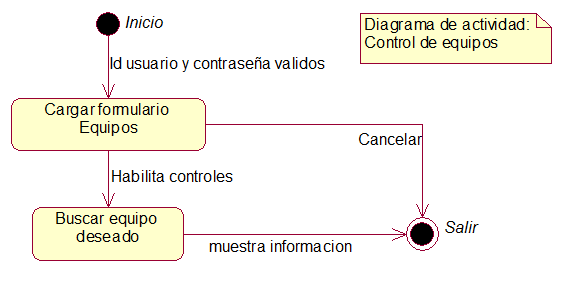 Inicio
Diagrama de actividad:
Control de equipos
Id usuario y contraseña validos
Cargar formulario
Equipos
Cancelar
Habilita controles
Buscar equipo
deseado
Salir
muestra informacion